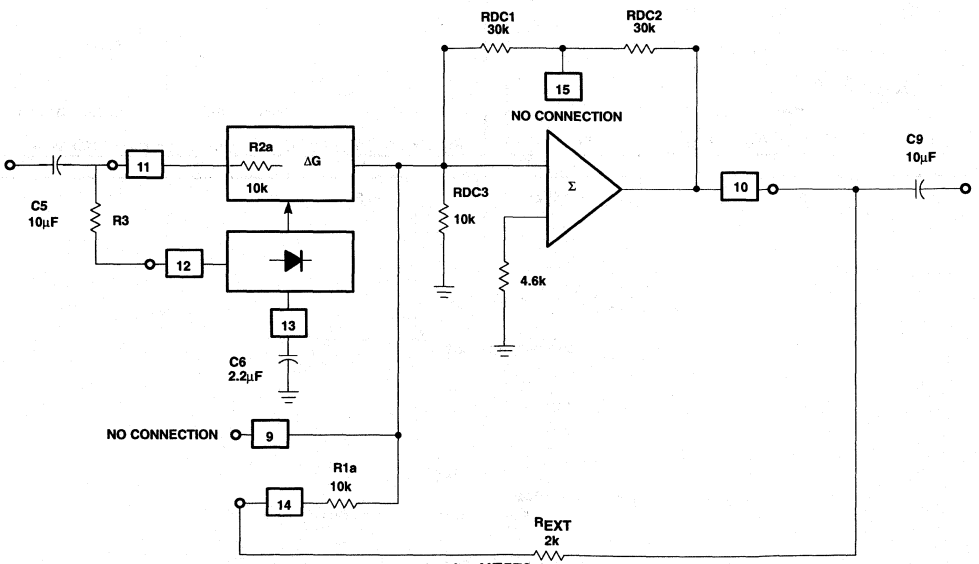 RDC1
30k
RDC2
30k
15
NO CONNECTION
C9
10µF
11
R2a
10k
ΔG
Σ
10
RDC3
10k
C5
10µF
R3
12
4.6k
13
C6
2.2µF
NO CONNECTION
9
R1a
10k
14
REXT
2k